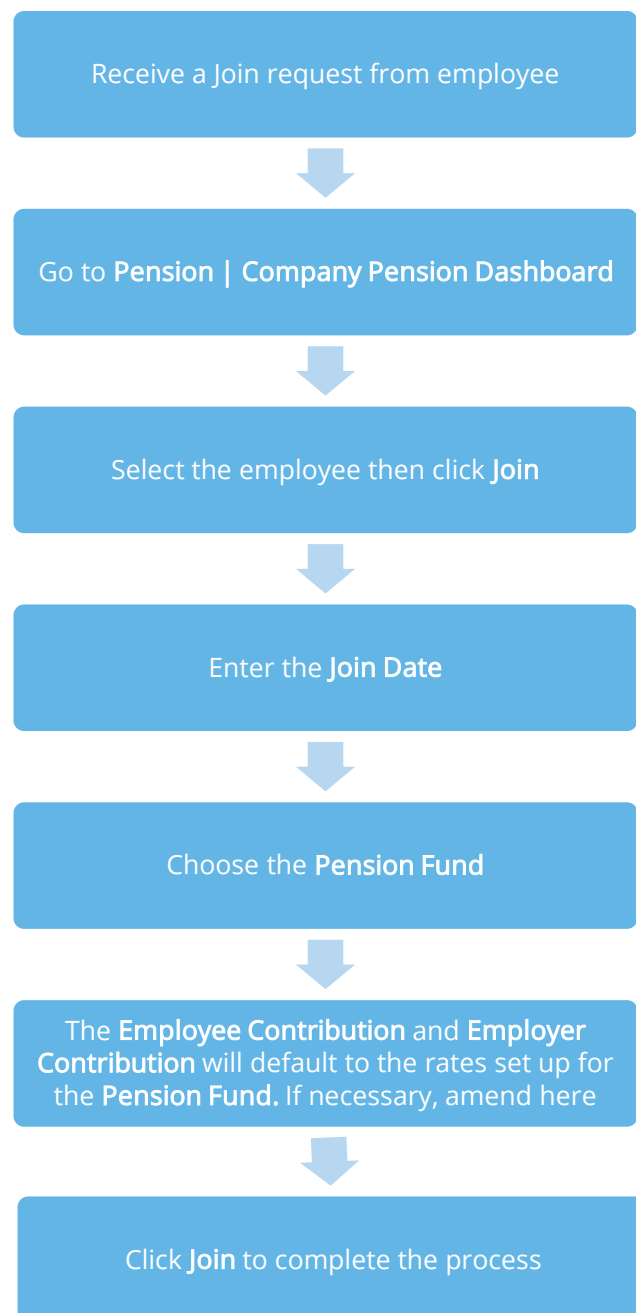 Receive a Join request from employee
Go to Pension | Company Pension Dashboard
Select the employee then click Join
Enter the Join Date
Choose the Pension Fund
The Employee Contribution and Employer
Contribution will default to the rates set up for
the Pension Fund. If necessary, amend here
Click Join to complete the process